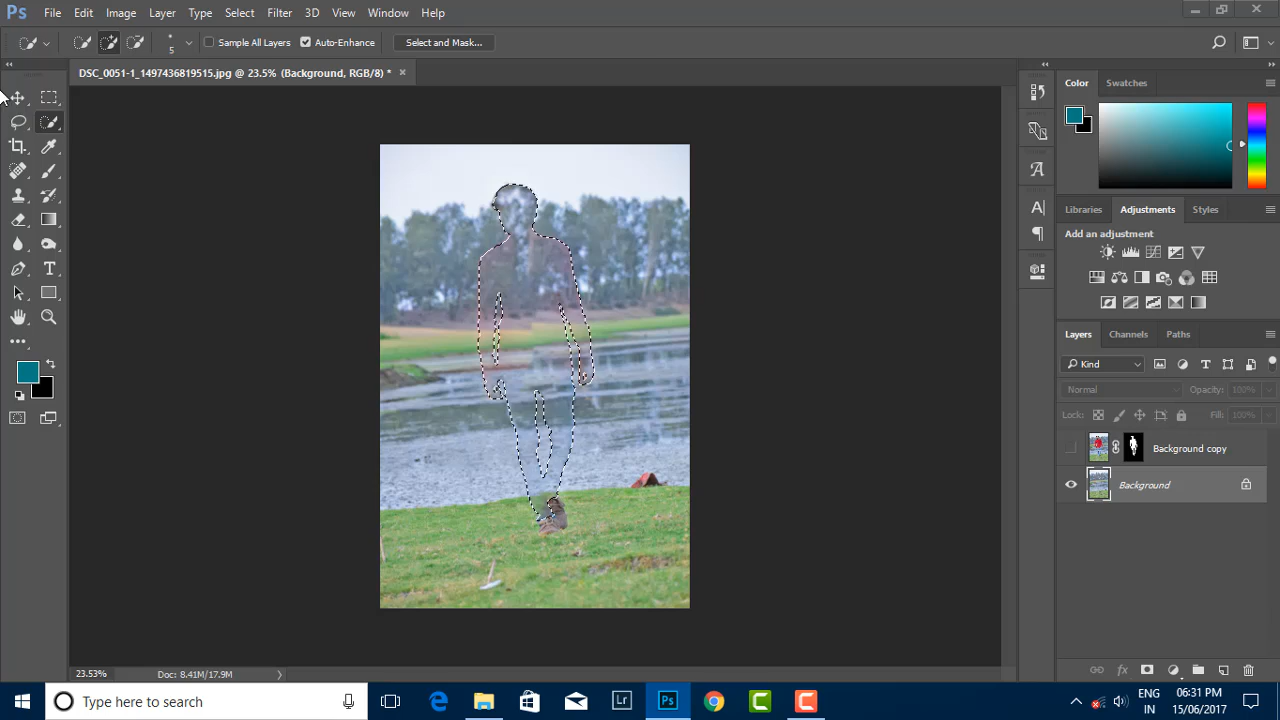 Ps File Edit Image Layer Type Select Filter 3D View Window Help
5 Sample All Layers Auto-Enhance Select and Mask...
DSC_0051-1_1497436819515.jpg @ 23.5% (Background, RGB/8) * ×
Color Swatches
Libraries Adjustments Styles
Add an adjustment
Layers Channels Paths
Kind
Normal Opacity: 100%
Lock: Fill: 100%
Background copy
Background
23.53% Doc: 8.41M/17.9M
Type here to search Lr Ps C C ENG IN 06:31 PM 15/06/2017